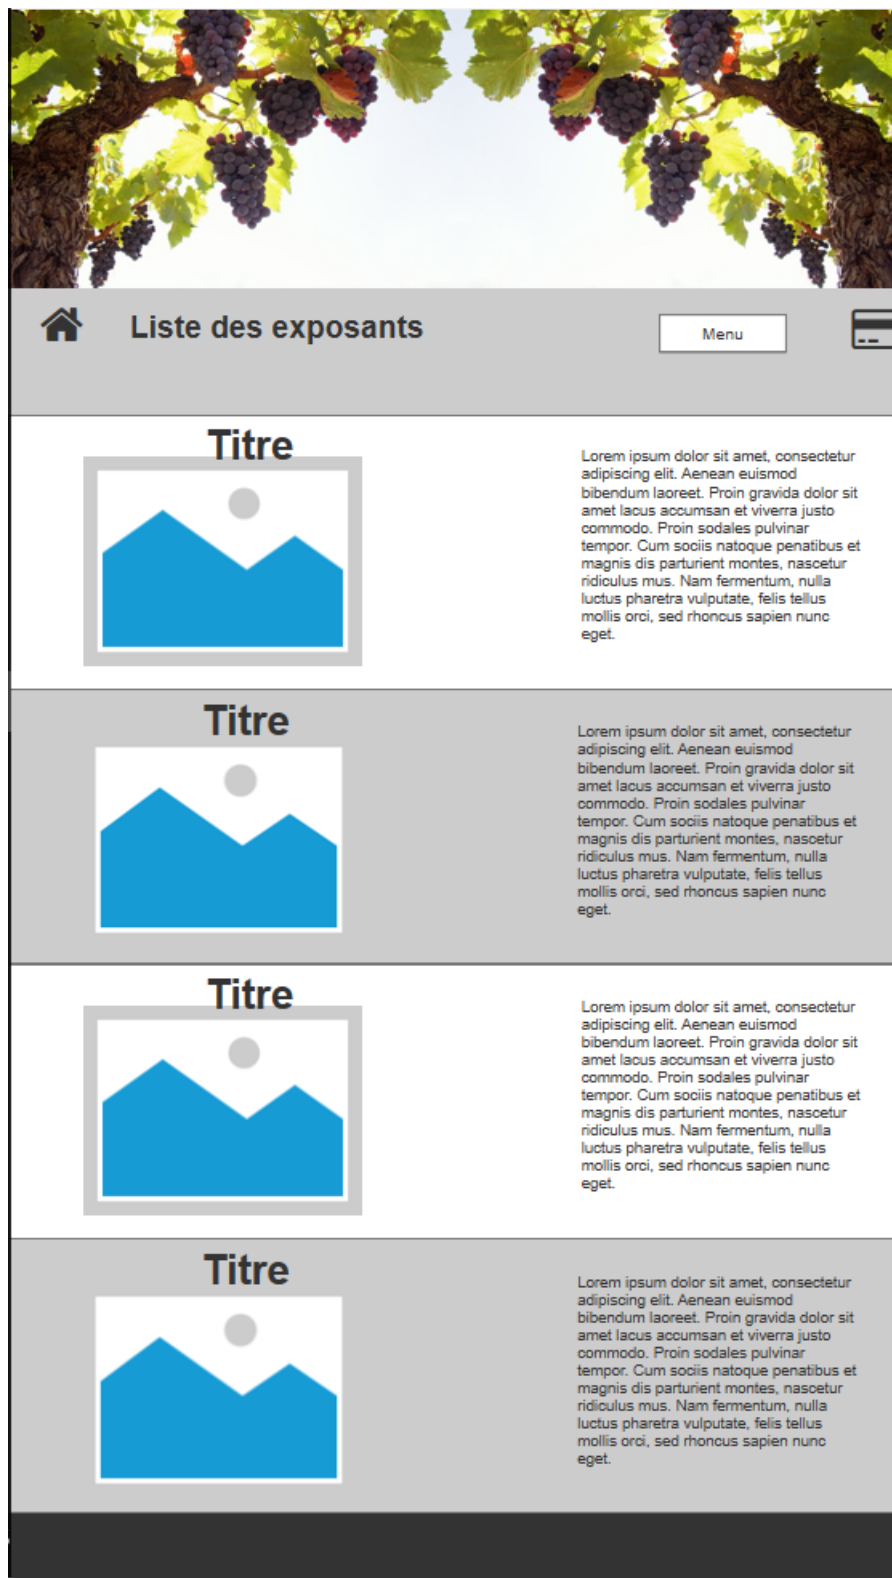 Liste des exposants
Menu
Titre
Lorem ipsum dolor sit amet, consectetur
adipiscing elit. Aenean euismod
bibendum laoreet. Proin gravida dolor sit
amet lacus accumsan et viverra justo
commodo. Proin sodales pulvinar
tempor. Cum sociis natoque penatibus et
magnis dis parturient montes, nascetur
ridiculus mus. Nam fermentum, nulla
luctus pharetra vulputate, felis tellus
mollis orci, sed rhoncus sapien nunc
eget.
Titre
Lorem ipsum dolor sit amet, consectetur
adipiscing elit. Aenean euismod
bibendum laoreet. Proin gravida dolor sit
amet lacus accumsan et viverra justo
commodo. Proin sodales pulvinar
tempor. Cum sociis natoque penatibus et
magnis dis parturient montes, nascetur
ridiculus mus. Nam fermentum, nulla
luctus pharetra vulputate, felis tellus
mollis orci, sed rhoncus sapien nunc
eget.
Titre
Lorem ipsum dolor sit amet, consectetur
adipiscing elit. Aenean euismod
bibendum laoreet. Proin gravida dolor sit
amet lacus accumsan et viverra justo
commodo. Proin sodales pulvinar
tempor. Cum sociis natoque penatibus et
magnis dis parturient montes, nascetur
ridiculus mus. Nam fermentum, nulla
luctus pharetra vulputate, felis tellus
mollis orci, sed rhoncus sapien nunc
eget.
Titre
Lorem ipsum dolor sit amet, consectetur
adipiscing elit. Aenean euismod
bibendum laoreet. Proin gravida dolor sit
amet lacus accumsan et viverra justo
commodo. Proin sodales pulvinar
tempor. Cum sociis natoque penatibus et
magnis dis parturient montes, nascetur
ridiculus mus. Nam fermentum, nulla
luctus pharetra vulputate, felis tellus
mollis orci, sed rhoncus sapien nunc
eget.